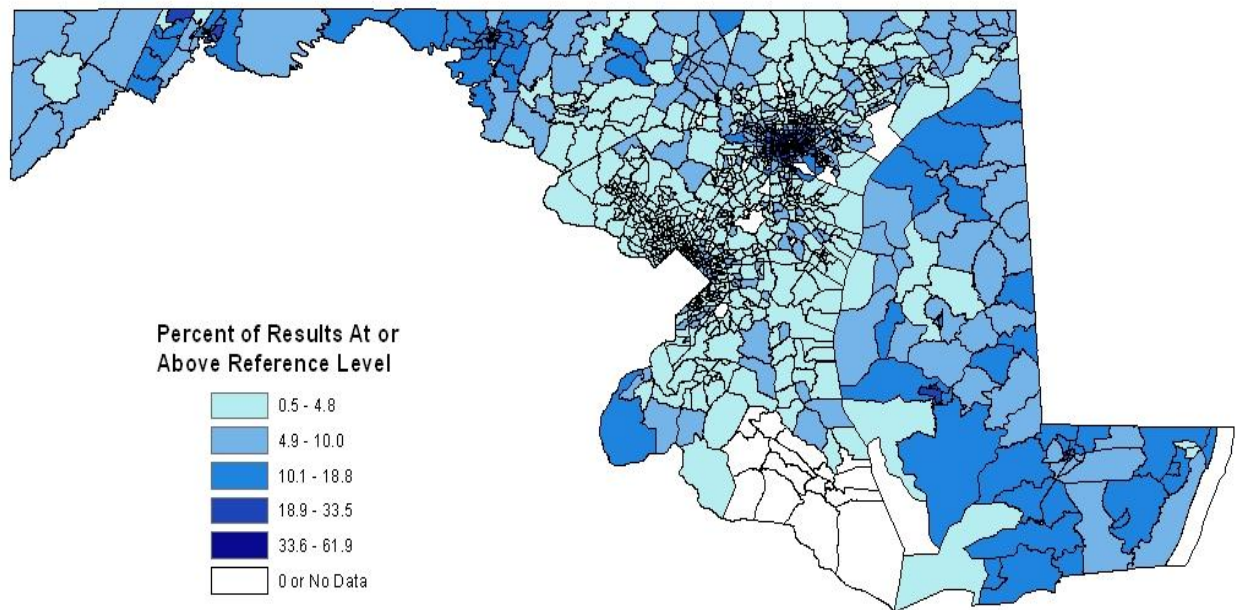 Percent of Results At or
Above Reference Level
0.5 - 4.8
4.9 - 10.0
10.1 - 18.8
18.9 - 33.5
33.6 - 61.9
0 or No Data